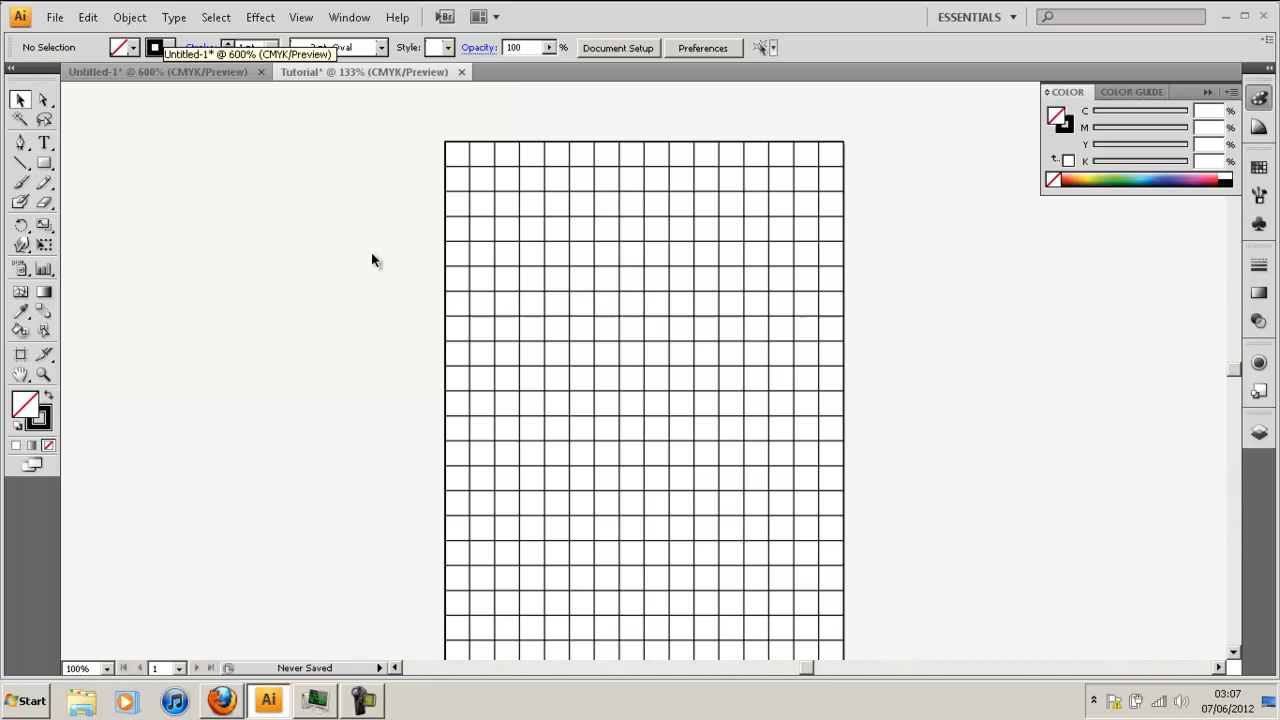 Ai File Edit Object Type Select Effect View Window Help Br ESSENTIALS
No Selection Style: Opacity: 100 % Document Setup Preferences
Untitled-1* @ 600% (CMYK/Preview)
Untitled-1* @ 600% (CMYK/Preview) Tutorial* @ 133% (CMYK/Preview)
COLOR COLOR GUIDE
C %
M %
Y %
K %
T
100% 1 Never Saved
Start Ai 03:07
07/06/2012